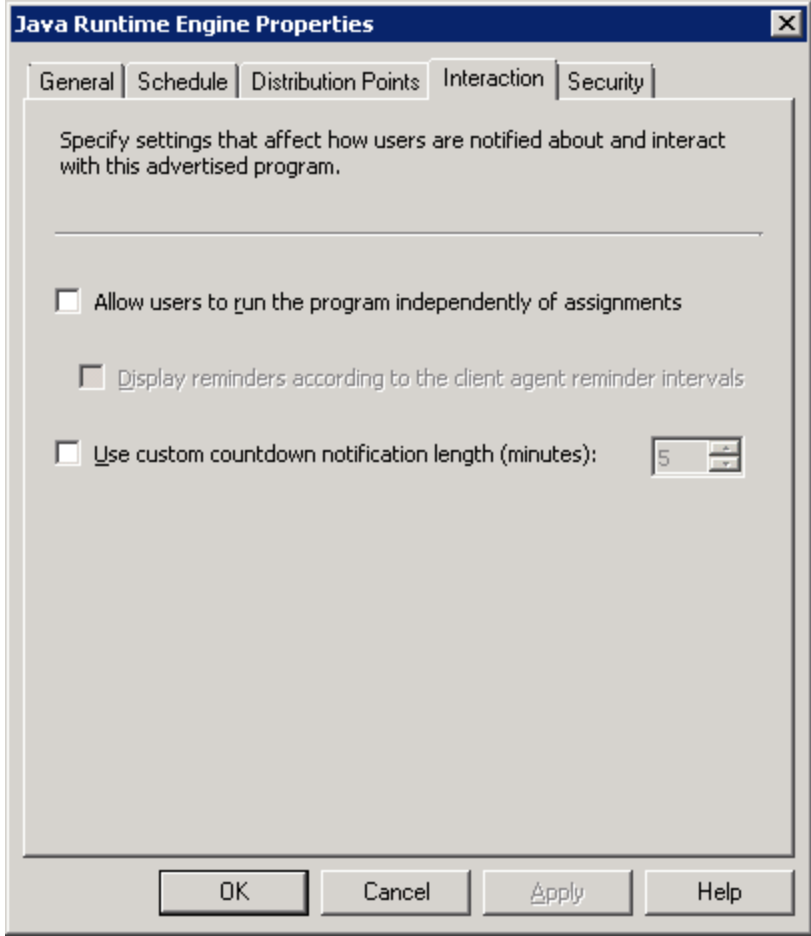 Java Runtime Engine Properties
General Schedule Distribution Points Interaction Security
Specify settings that affect how users are notified about and interact
with this advertised program.
Allow users to run the program independently of assignments
Display reminders according to the client agent reminder intervals
Use custom countdown notification length (minutes): 5
OK Cancel Apply Help